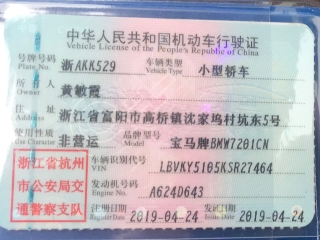 中华人民共和国机动车行驶证
Vehicle License of the People's Republic of China
号牌号码 浙AKK529 车辆类型 小型轿车
Plate No. Vehicle Type
所有人 黄敏霞
Owner
住址 浙江省富阳市高桥镇沈家坞村坑东5号
Address
使用性质 非营运 品牌型号 宝马牌BMW7201CN
Use Character Model
浙江省杭州 车辆识别代号 LBVKY5105KSR27464
VIN
市公安局交 发动机号码 A624D643
Engine No.
通警察支队 注册日期 2019-04-24 发证日期 2019-04-24
Register Date Issue Date